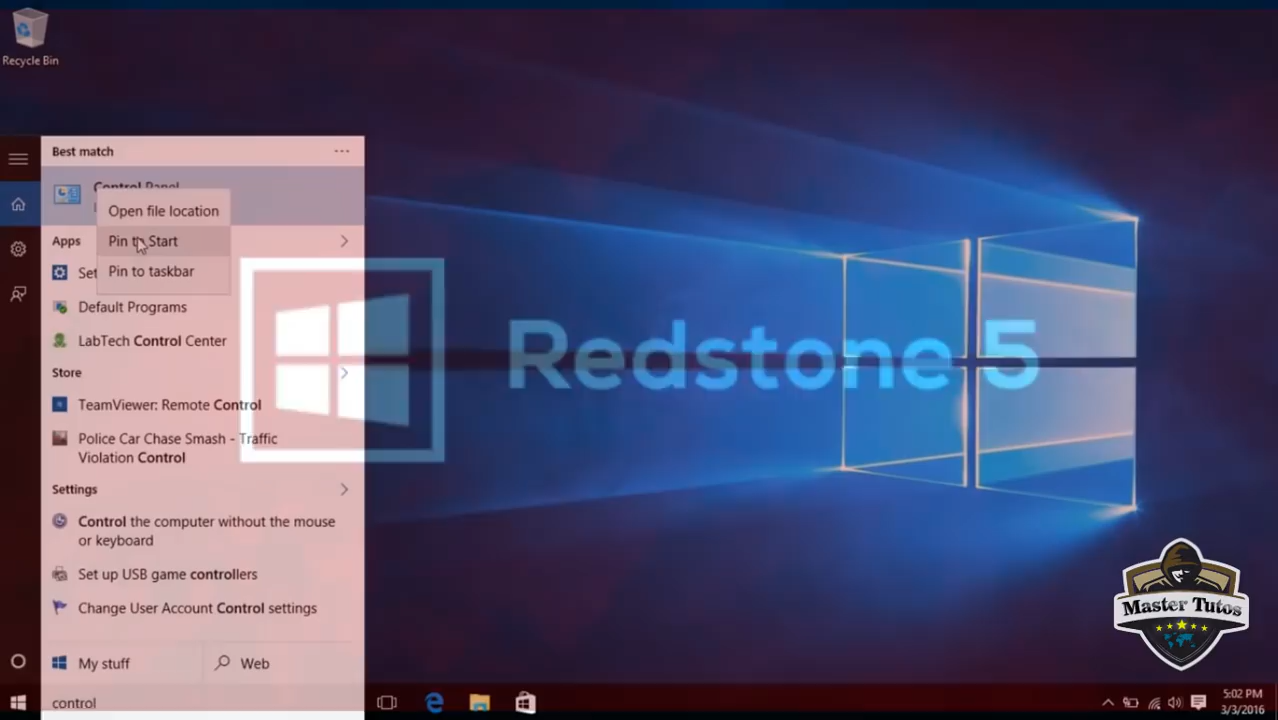 Recycle Bin
Best match
...
Control Panel
Open file location
Apps
Pin to Start
Pin to taskbar
Default Programs
LabTech Control Center
Redstone 5
Store
TeamViewer: Remote Control
Police Car Chase Smash - Traffic
Violation Control
Settings
Control the computer without the mouse
or keyboard
Set up USB game controllers
Change User Account Control settings
Master Tutos
My stuff
Web
control
5:02 PM
3/3/2016